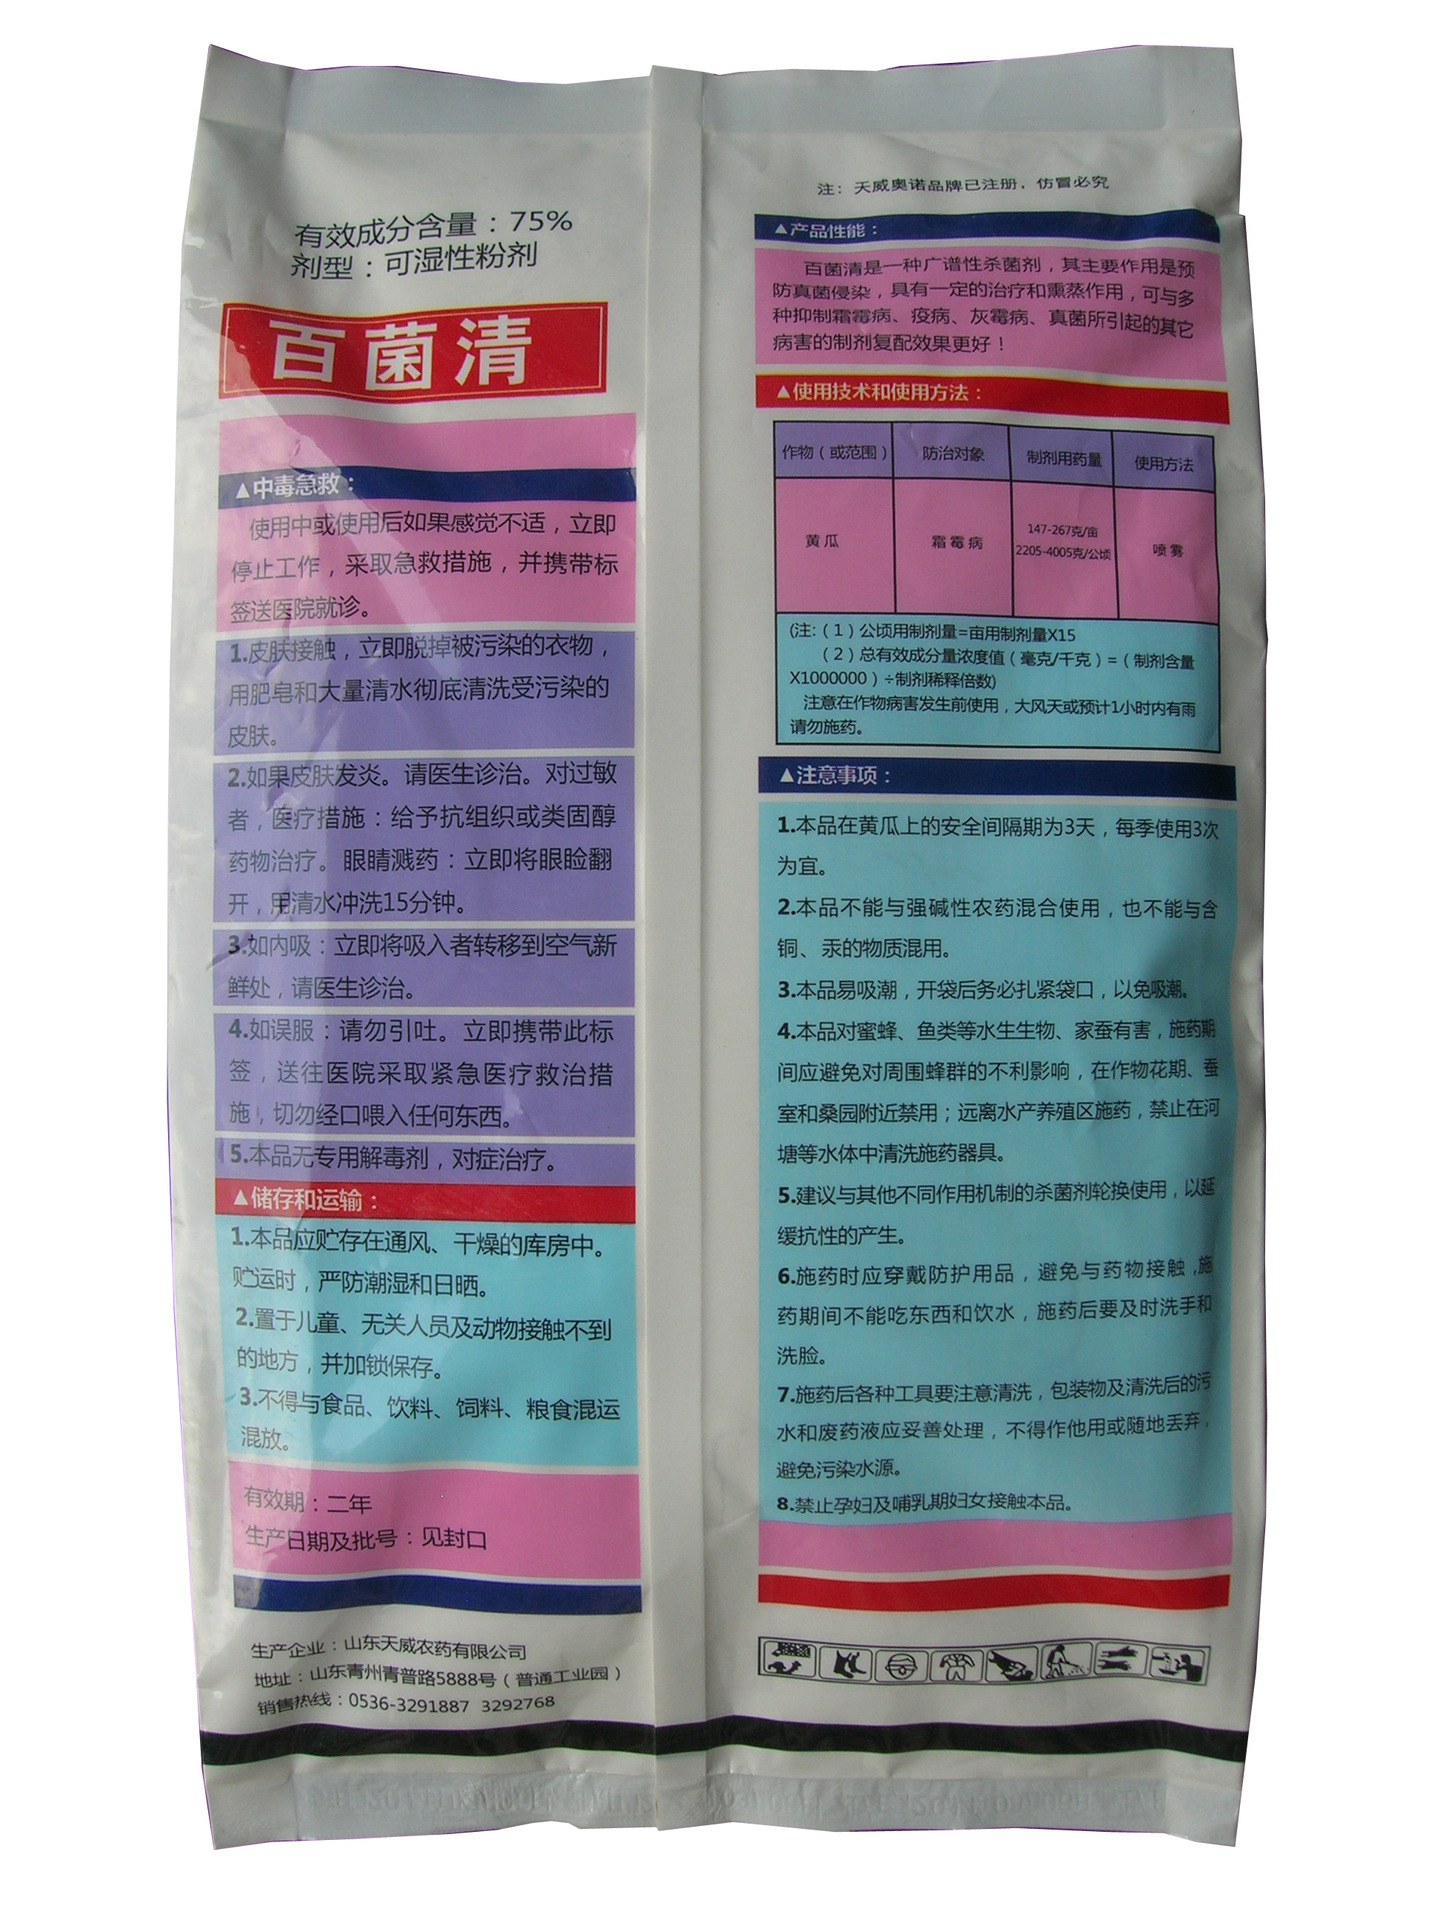 有效成分含量：75%
剂型：可湿性粉剂
百菌清
▲中毒急救：
使用中或使用后如果感觉不适，立即
停止工作，采取急救措施，并携带标
签送医院就诊。
1.皮肤接触，立即脱掉被污染的衣物，
用肥皂和大量清水彻底清洗受污染的
皮肤。
2.如果皮肤发炎。请医生诊治。对过敏
者，医疗措施：给予抗组织或类固醇
药物治疗。眼睛溅药：立即将眼睑翻
开，用清水冲洗15分钟。
3.如内吸：立即将吸入者转移到空气新
鲜处，请医生诊治。
4.如误服：请勿引吐。立即携带此标
签，送往医院采取紧急医疗救治措
施，切勿经口喂入任何东西。
5.本品无专用解毒剂，对症治疗。
▲储存和运输：
1.本品应贮存在通风、干燥的库房中。
贮运时，严防潮湿和日晒。
2.置于儿童、无关人员及动物接触不到
的地方，并加锁保存。
3.不得与食品、饮料、饲料、粮食混运
混放。
有效期：二年
生产日期及批号：见封口
生产企业：山东天威农药有限公司
地址：山东青州青普路5888号（普通工业园）
销售热线：0536-3291887 3292768
注：天威奥诺品牌已注册，仿冒必究
▲产品性能：
百菌清是一种广谱性杀菌剂，其主要作用是预
防真菌侵染，具有一定的治疗和熏蒸作用，可与多
种抑制霜霉病、疫病、灰霉病、真菌所引起的其它
病害的制剂复配效果更好！
▲使用技术和使用方法：
作物（或范围） 防治对象 制剂用药量 使用方法
黄瓜 霜霉病 147-267克/亩 喷雾
2205-4005克/公顷
(注:（1）公顷用制剂量=亩用制剂量X15
（2）总有效成分量浓度值（毫克/千克）=（制剂含量
X1000000）÷制剂稀释倍数)
注意在作物病害发生前使用，大风天或预计1小时内有雨
请勿施药。
▲注意事项：
1.本品在黄瓜上的安全间隔期为3天，每季使用3次
为宜。
2.本品不能与强碱性农药混合使用，也不能与含
铜、汞的物质混用。
3.本品易吸潮，开袋后务必扎紧袋口，以免吸潮。
4.本品对蜜蜂、鱼类等水生生物、家蚕有害，施药期
间应避免对周围蜂群的不利影响，在作物花期、蚕
室和桑园附近禁用；远离水产养殖区施药，禁止在河
塘等水体中清洗施药器具。
5.建议与其他不同作用机制的杀菌剂轮换使用，以延
缓抗性的产生。
6.施药时应穿戴防护用品，避免与药物接触,施
药期间不能吃东西和饮水，施药后要及时洗手和
洗脸。
7.施药后各种工具要注意清洗，包装物及清洗后的污
水和废药液应妥善处理，不得作他用或随地丢弃，
避免污染水源。
8.禁止孕妇及哺乳期妇女接触本品。